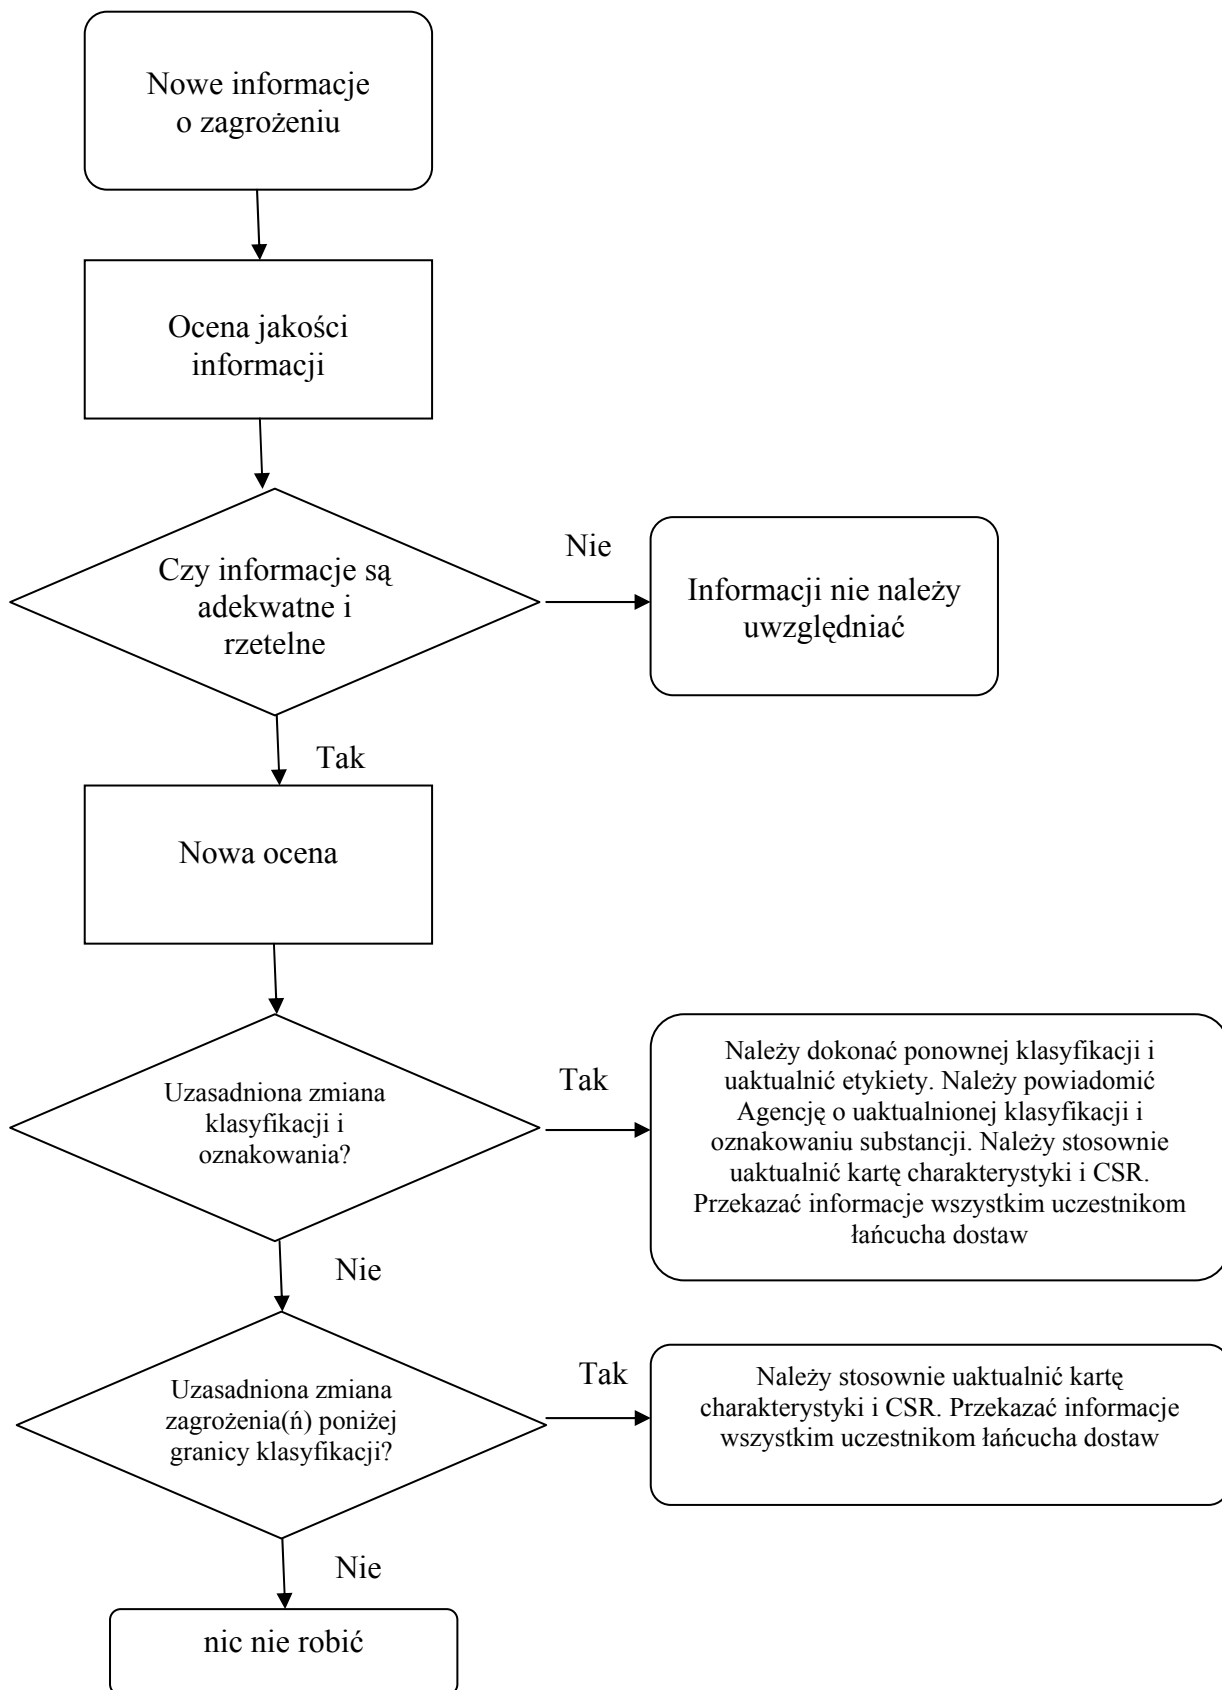 Nowe informacje
o zagrożeniu
Ocena jakości
informacji
Czy informacje są
adekwatne i
rzetelne
Nie
Informacji nie należy
uwzględniać
Tak
Nowa ocena
Uzasadniona zmiana
klasyfikacji i
oznakowania?
Tak
Należy dokonać ponownej klasyfikacji i
uaktualnić etykiety. Należy powiadomić
Agencję o uaktualnionej klasyfikacji i
oznakowaniu substancji. Należy stosownie
uaktualnić kartę charakterystyki i CSR.
Przekazać informacje wszystkim uczestnikom
łańcucha dostaw
Nie
Uzasadniona zmiana
zagrożenia(ń) poniżej
granicy klasyfikacji?
Tak
Należy stosownie uaktualnić kartę
charakterystyki i CSR. Przekazać informacje
wszystkim uczestnikom łańcucha dostaw
Nie
nic nie robić